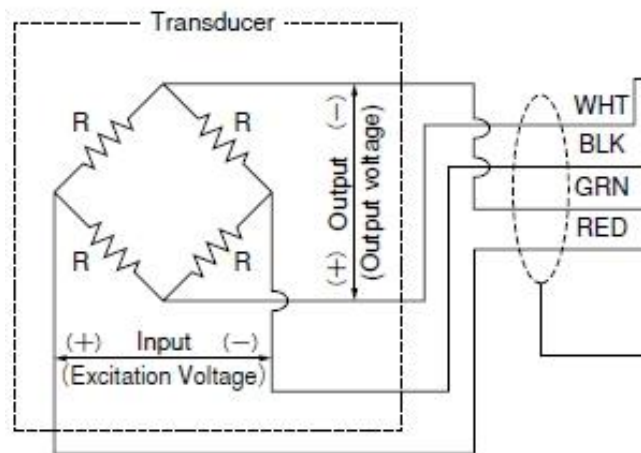 Transducer
R
R
R
R
(+) Output (−)
(Output voltage)
(+) Input (−)
(Excitation Voltage)
WHT
BLK
GRN
RED